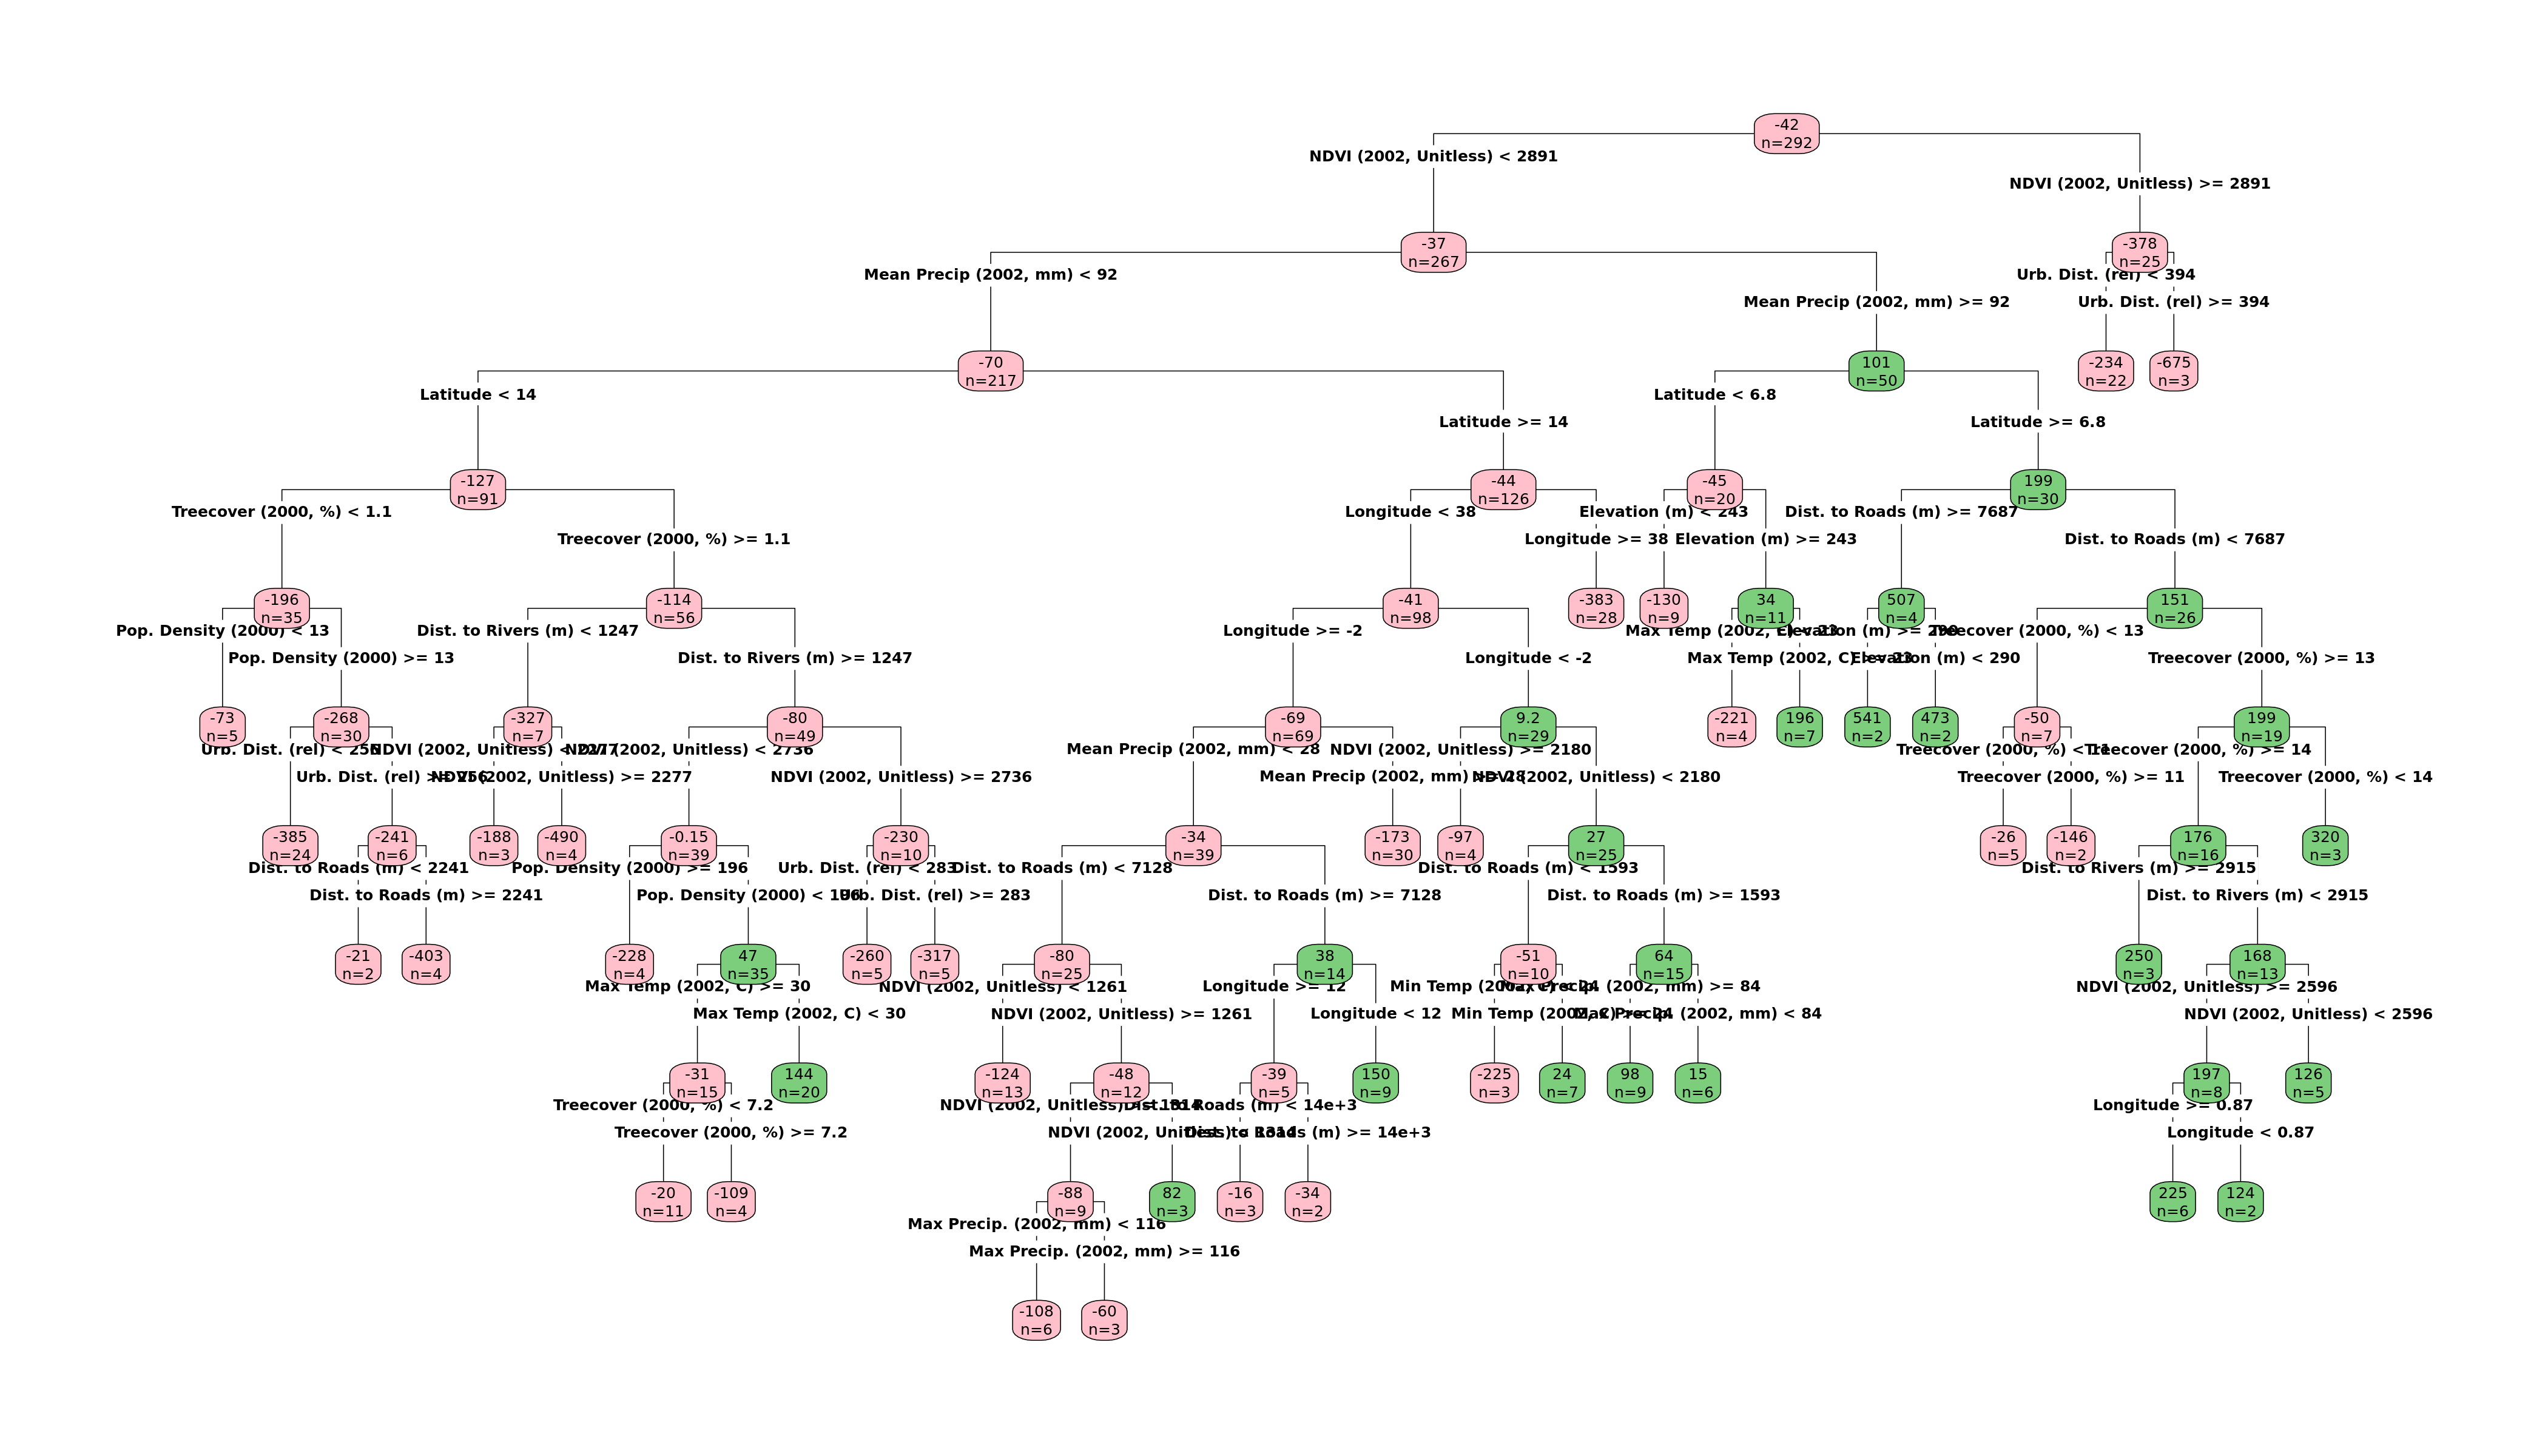 -42
n=292
NDVI (2002, Unitless) < 2891
NDVI (2002, Unitless) >= 2891
-37
n=267
-378
n=25
Mean Precip (2002, mm) < 92
Urb. Dist. (rel) < 394
Mean Precip (2002, mm) >= 92
Urb. Dist. (rel) >= 394
-70
n=217
101
n=50
-234
n=22
-675
n=3
Latitude < 14
Latitude < 6.8
Latitude >= 14
Latitude >= 6.8
-127
n=91
-44
n=126
-45
n=20
199
n=30
Treecover (2000, %) < 1.1
Longitude < 38
Elevation (m) < 243
Dist. to Roads (m) >= 7687
Treecover (2000, %) >= 1.1
Longitude >= 38
Elevation (m) >= 243
Dist. to Roads (m) < 7687
-196
n=35
-114
n=56
-41
n=98
-383
n=28
-130
n=9
34
n=11
507
n=4
151
n=26
Pop. Density (2000) < 13
Dist. to Rivers (m) < 1247
Longitude >= -2
Max Temp (2002, C) < 23
Elevation (m) >= 290
Treecover (2000, %) < 13
Pop. Density (2000) >= 13
Dist. to Rivers (m) >= 1247
Longitude < -2
Max Temp (2002, C) >= 23
Elevation (m) < 290
Treecover (2000, %) >= 13
-73
n=5
-268
n=30
-327
n=7
-80
n=49
-69
n=69
9.2
n=29
-221
n=4
196
n=7
541
n=2
473
n=2
-50
n=7
199
n=19
Urb. Dist. (rel) < 256
NDVI (2002, Unitless) < 2277
NDVI (2002, Unitless) < 2736
Mean Precip (2002, mm) < 28
NDVI (2002, Unitless) >= 2180
Treecover (2000, %) < 11
Treecover (2000, %) >= 14
Urb. Dist. (rel) >= 256
NDVI (2002, Unitless) >= 2277
NDVI (2002, Unitless) >= 2736
Mean Precip (2002, mm) >= 28
NDVI (2002, Unitless) < 2180
Treecover (2000, %) >= 11
Treecover (2000, %) < 14
-385
n=24
-241
n=6
-188
n=3
-490
n=4
-0.15
n=39
-230
n=10
-34
n=39
-173
n=30
-97
n=4
27
n=25
-26
n=5
-146
n=2
176
n=16
320
n=3
Dist. to Roads (m) < 2241
Pop. Density (2000) >= 196
Urb. Dist. (rel) < 283
Dist. to Roads (m) < 7128
Dist. to Roads (m) < 1593
Dist. to Rivers (m) >= 2915
Dist. to Roads (m) >= 2241
Pop. Density (2000) < 196
Urb. Dist. (rel) >= 283
Dist. to Roads (m) >= 7128
Dist. to Roads (m) >= 1593
Dist. to Rivers (m) < 2915
-21
n=2
-403
n=4
-228
n=4
47
n=35
-260
n=5
-317
n=5
-80
n=25
38
n=14
-51
n=10
64
n=15
250
n=3
168
n=13
Max Temp (2002, C) >= 30
NDVI (2002, Unitless) < 1261
Longitude >= 12
Min Temp (2002, C) < 24
Max Precip. (2002, mm) >= 84
NDVI (2002, Unitless) >= 2596
Max Temp (2002, C) < 30
NDVI (2002, Unitless) >= 1261
Longitude < 12
Min Temp (2002, C) >= 24
Max Precip. (2002, mm) < 84
NDVI (2002, Unitless) < 2596
-31
n=15
144
n=20
-124
n=13
-48
n=12
-39
n=5
150
n=9
-225
n=3
24
n=7
98
n=9
15
n=6
197
n=8
126
n=5
Treecover (2000, %) < 7.2
NDVI (2002, Unitless) >= 1314
Dist. to Roads (m) < 14e+3
Longitude >= 0.87
Treecover (2000, %) >= 7.2
NDVI (2002, Unitless) < 1314
Dist. to Roads (m) >= 14e+3
Longitude < 0.87
-20
n=11
-109
n=4
-88
n=9
82
n=3
-16
n=3
-34
n=2
225
n=6
124
n=2
Max Precip. (2002, mm) < 116
Max Precip. (2002, mm) >= 116
-108
n=6
-60
n=3